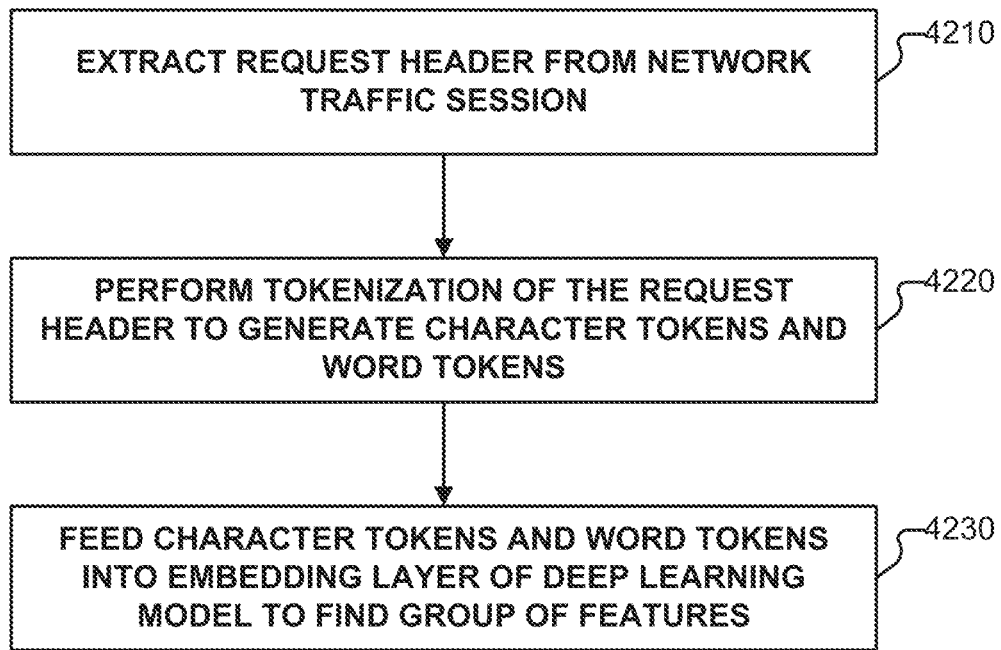 4210
EXTRACT REQUEST HEADER FROM NETWORK
TRAFFIC SESSION
4220
PERFORM TOKENIZATION OF THE REQUEST
HEADER TO GENERATE CHARACTER TOKENS AND
WORD TOKENS
4230
FEED CHARACTER TOKENS AND WORD TOKENS
INTO EMBEDDING LAYER OF DEEP LEARNING
MODEL TO FIND GROUP OF FEATURES